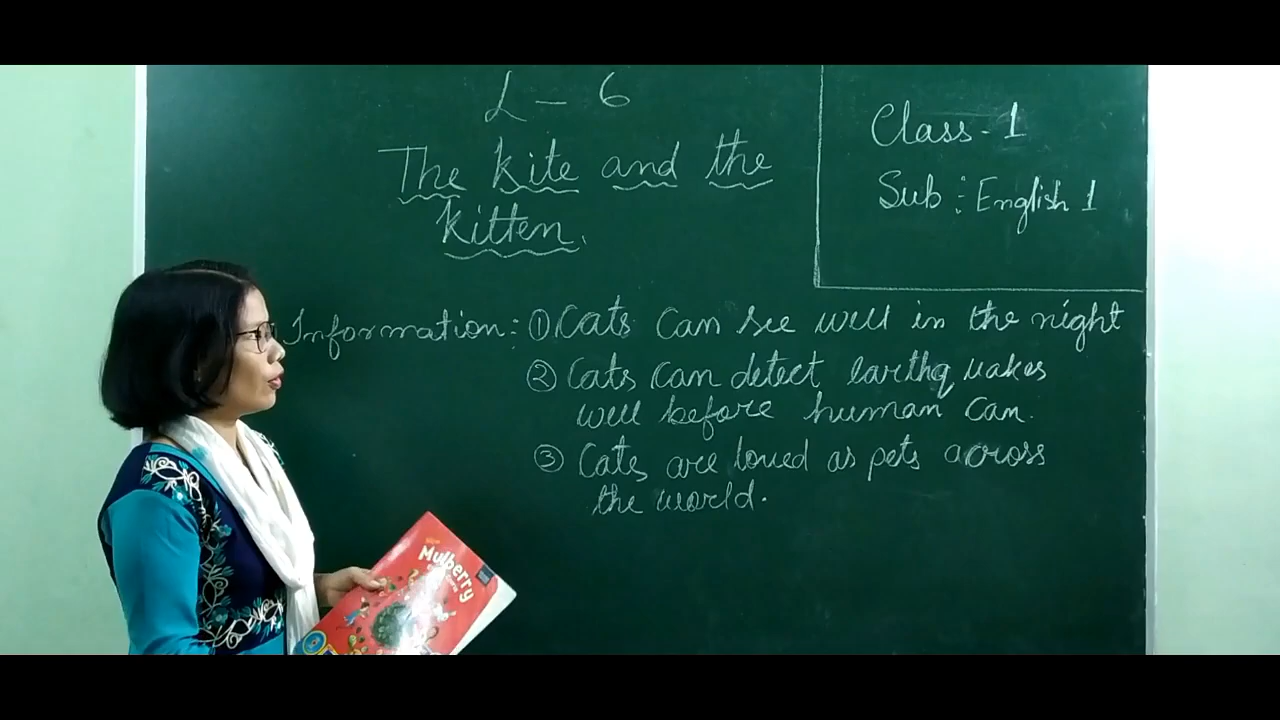 L - 6
The Kite and the
Kitten.
Class - 1
Sub : English 1
Information : ① Cats can see well in the night
② Cats can detect earthquakes
well before human can.
③ Cats are loved as pets across
the world.
Mulberry